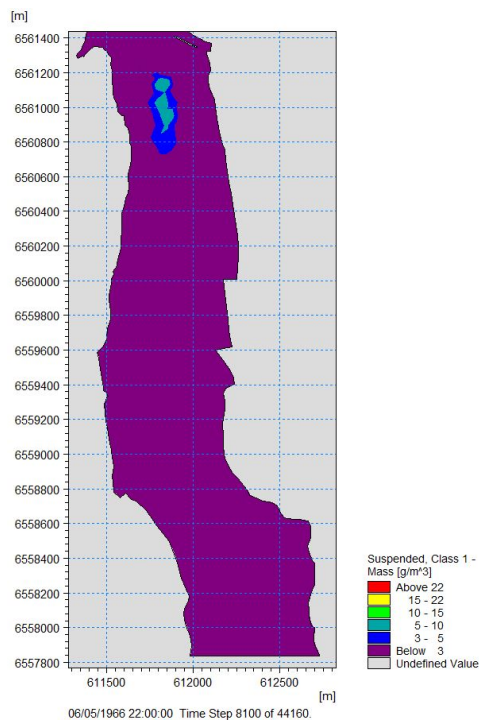 [m]
6561400
6561200
6561000
6560800
6560600
6560400
6560200
6560000
6559800
6559600
6559400
6559200
6559000
6558800
6558600
6558400
6558200
6558000
6557800
611500 612000 612500
[m]
06/05/1966 22:00:00 Time Step 8100 of 44160.
Suspended, Class 1 -
Mass [g/m^3]
Above 22
15 - 22
10 - 15
5 - 10
3 - 5
Below 3
Undefined Value